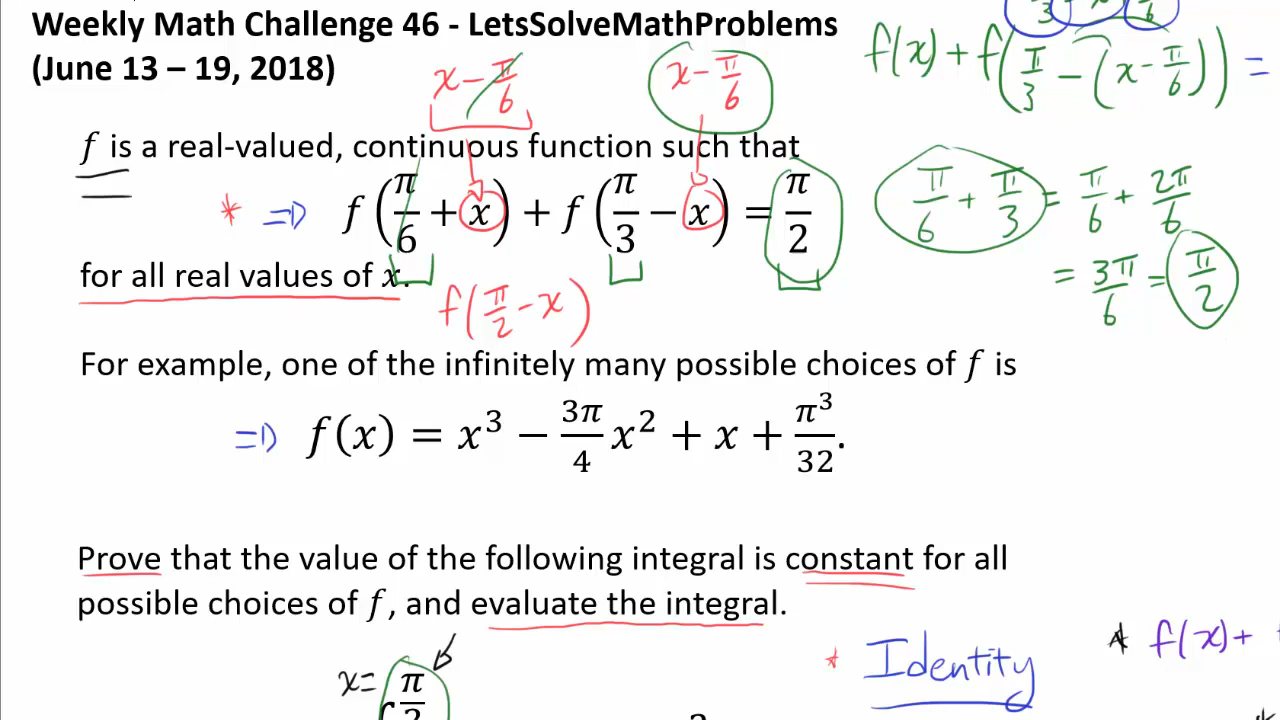 Weekly Math Challenge 46 - LetsSolveMathProblems
(June 13 – 19, 2018)
x - π/6
x - π/6
f(x) + f(π/3 - (x - π/6)) =
f is a real-valued, continuous function such that
* ⇒ f(π/6 + x) + f(π/3 − x) = π/2
π/6 + π/3 = π/6 + 2π/6
= 3π/6 = π/2
for all real values of x.
f(π/2 - x)
For example, one of the infinitely many possible choices of f is
⇒ f(x) = x³ − 3π/4 x² + x + π³/32.
Prove that the value of the following integral is constant for all
possible choices of f, and evaluate the integral.
* Identity
* f(x) +
x = π/2